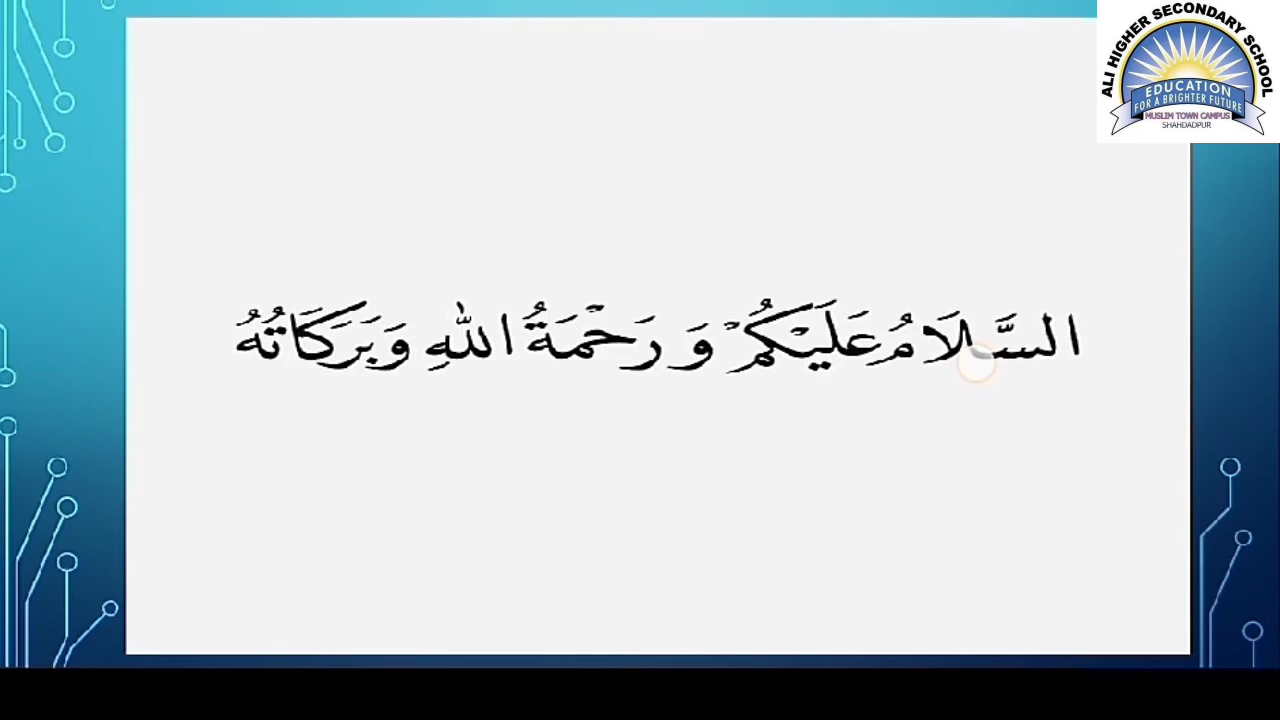 ALI HIGHER SECONDARY SCHOOL
EDUCATION
FOR A BRIGHTER FUTURE
MUSLIM TOWN CAMPUS
SHAHDADPUR
السَّلَامُ عَلَيْكُمْ وَ رَحْمَةُ اللهِ وَبَرَكَاتُهُ